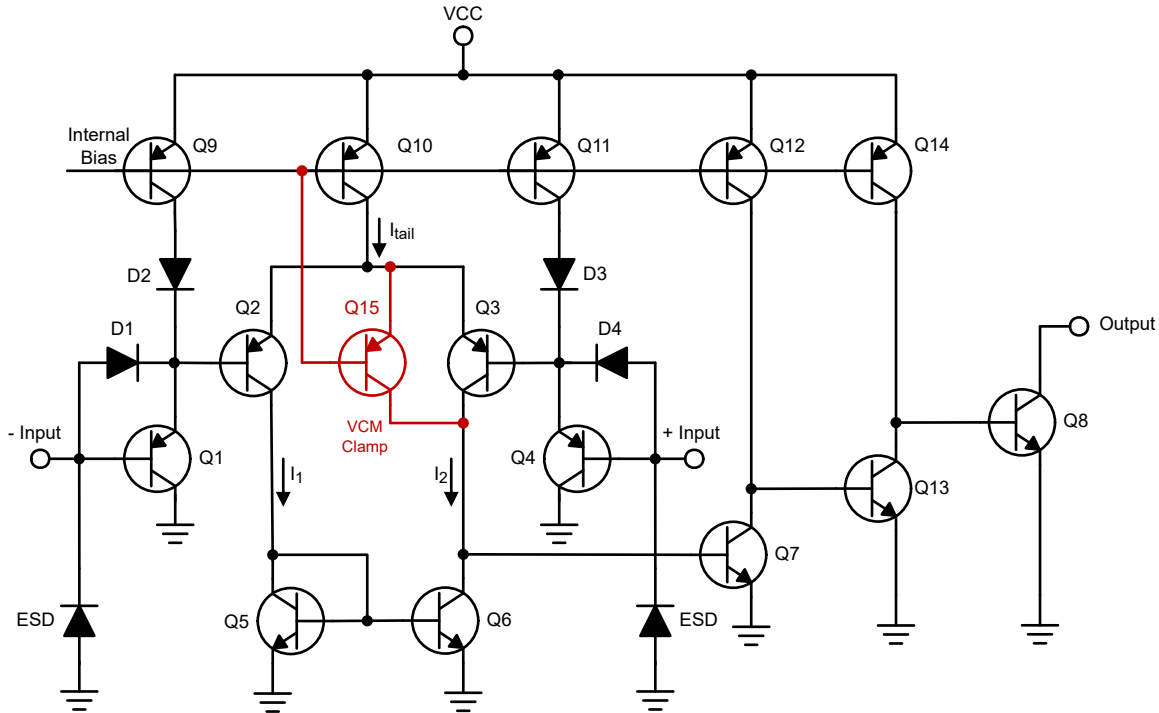 VCC
Internal
Bias
Q9
Q10
Q11
Q12
Q14
Itail
D2
D3
Q2
Q15
Q3
D1
D4
Output
VCM
Clamp
- Input
Q1
Q4
+ Input
Q8
I1
I2
Q13
Q7
ESD
Q5
Q6
ESD